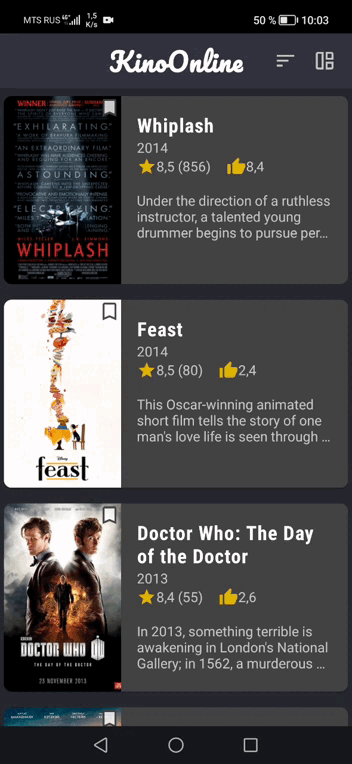 MTS RUS 4G 1,5 K/s 50 % 10:03
KinoOnline
WINNER
"EXHILARATING"
"AN EXTRAORDINARY FILM"
ASTOUNDING
"ELECTRIFYING"
MILES TELLER J.K. SIMMONS
WHIPLASH
Whiplash
2014
8,5 (856) 8,4
Under the direction of a ruthless
instructor, a talented young
drummer begins to pursue per…
Disney
feast
Feast
2014
8,5 (80) 2,4
This Oscar-winning animated
short film tells the story of one
man's love life is seen through …
BBC
DOCTOR WHO DW
THE DAY OF THE DOCTOR
23 NOVEMBER 2013
Doctor Who: The Day
of the Doctor
2013
8,4 (55) 2,6
In 2013, something terrible is
awakening in London's National
Gallery; in 1562, a murderous …